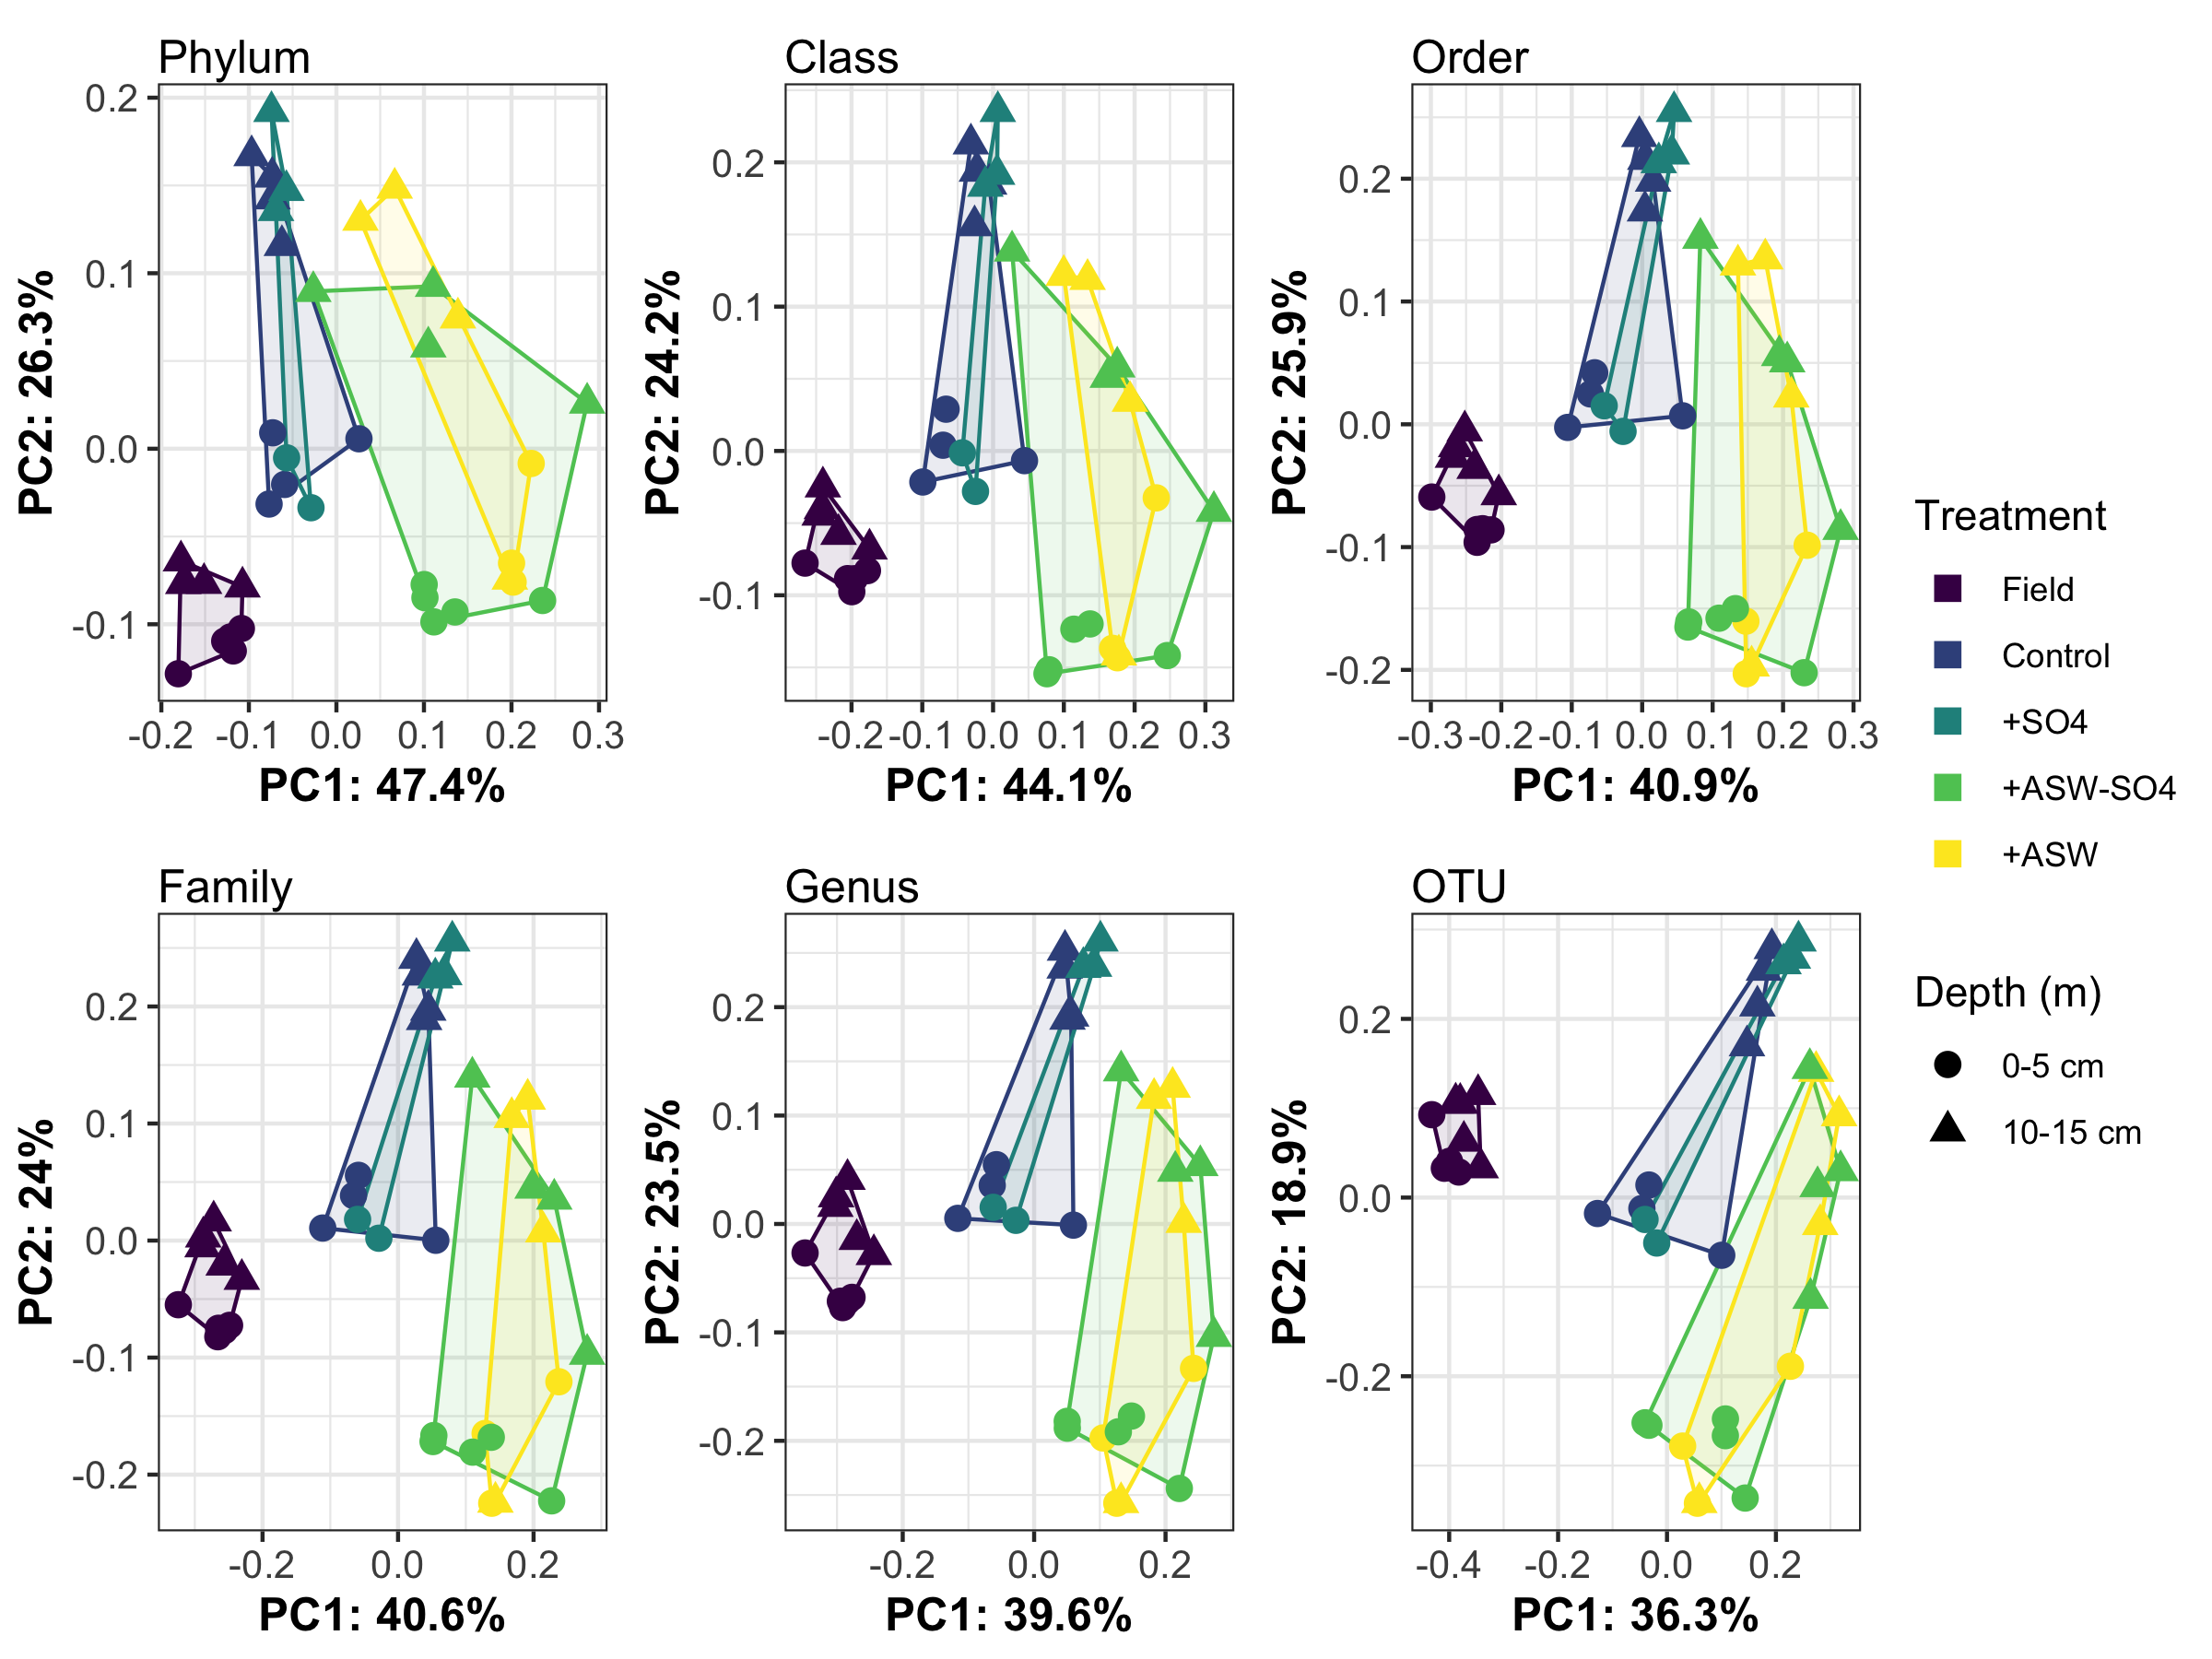 Phylum
0.2
0.1
0.0
-0.1
-0.2 -0.1 0.0 0.1 0.2 0.3
PC2: 26.3%
PC1: 47.4%
Class
0.2
0.1
0.0
-0.1
-0.2 -0.1 0.0 0.1 0.2 0.3
PC2: 24.2%
PC1: 44.1%
Order
0.2
0.1
0.0
-0.1
-0.2
-0.3 -0.2 -0.1 0.0 0.1 0.2 0.3
PC2: 25.9%
PC1: 40.9%
Treatment
Field
Control
+SO4
+ASW-SO4
+ASW
Depth (m)
0-5 cm
10-15 cm
Family
0.2
0.1
0.0
-0.1
-0.2
-0.2 0.0 0.2
PC2: 24%
PC1: 40.6%
Genus
0.2
0.1
0.0
-0.1
-0.2
-0.2 0.0 0.2
PC2: 23.5%
PC1: 39.6%
OTU
0.2
0.0
-0.2
-0.4 -0.2 0.0 0.2
PC2: 18.9%
PC1: 36.3%